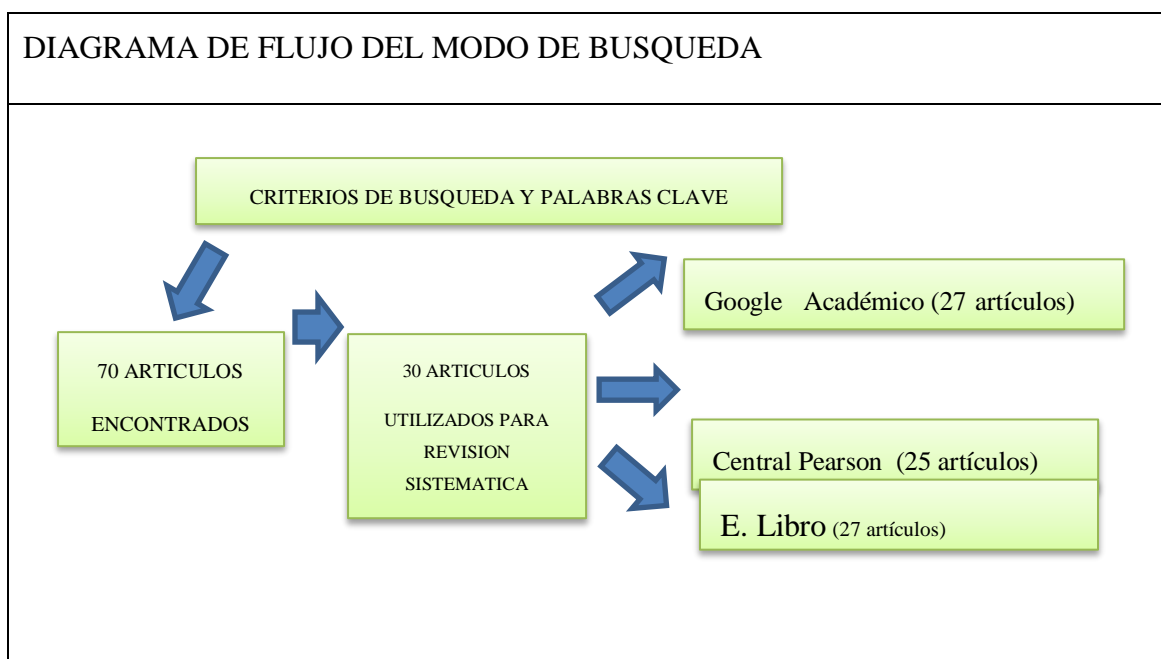 DIAGRAMA DE FLUJO DEL MODO DE BUSQUEDA
CRITERIOS DE BUSQUEDA Y PALABRAS CLAVE
70 ARTICULOS
ENCONTRADOS
30 ARTICULOS
UTILIZADOS PARA
REVISION
SISTEMATICA
Google Académico (27 artículos)
Central Pearson (25 artículos)
E. Libro (27 artículos)